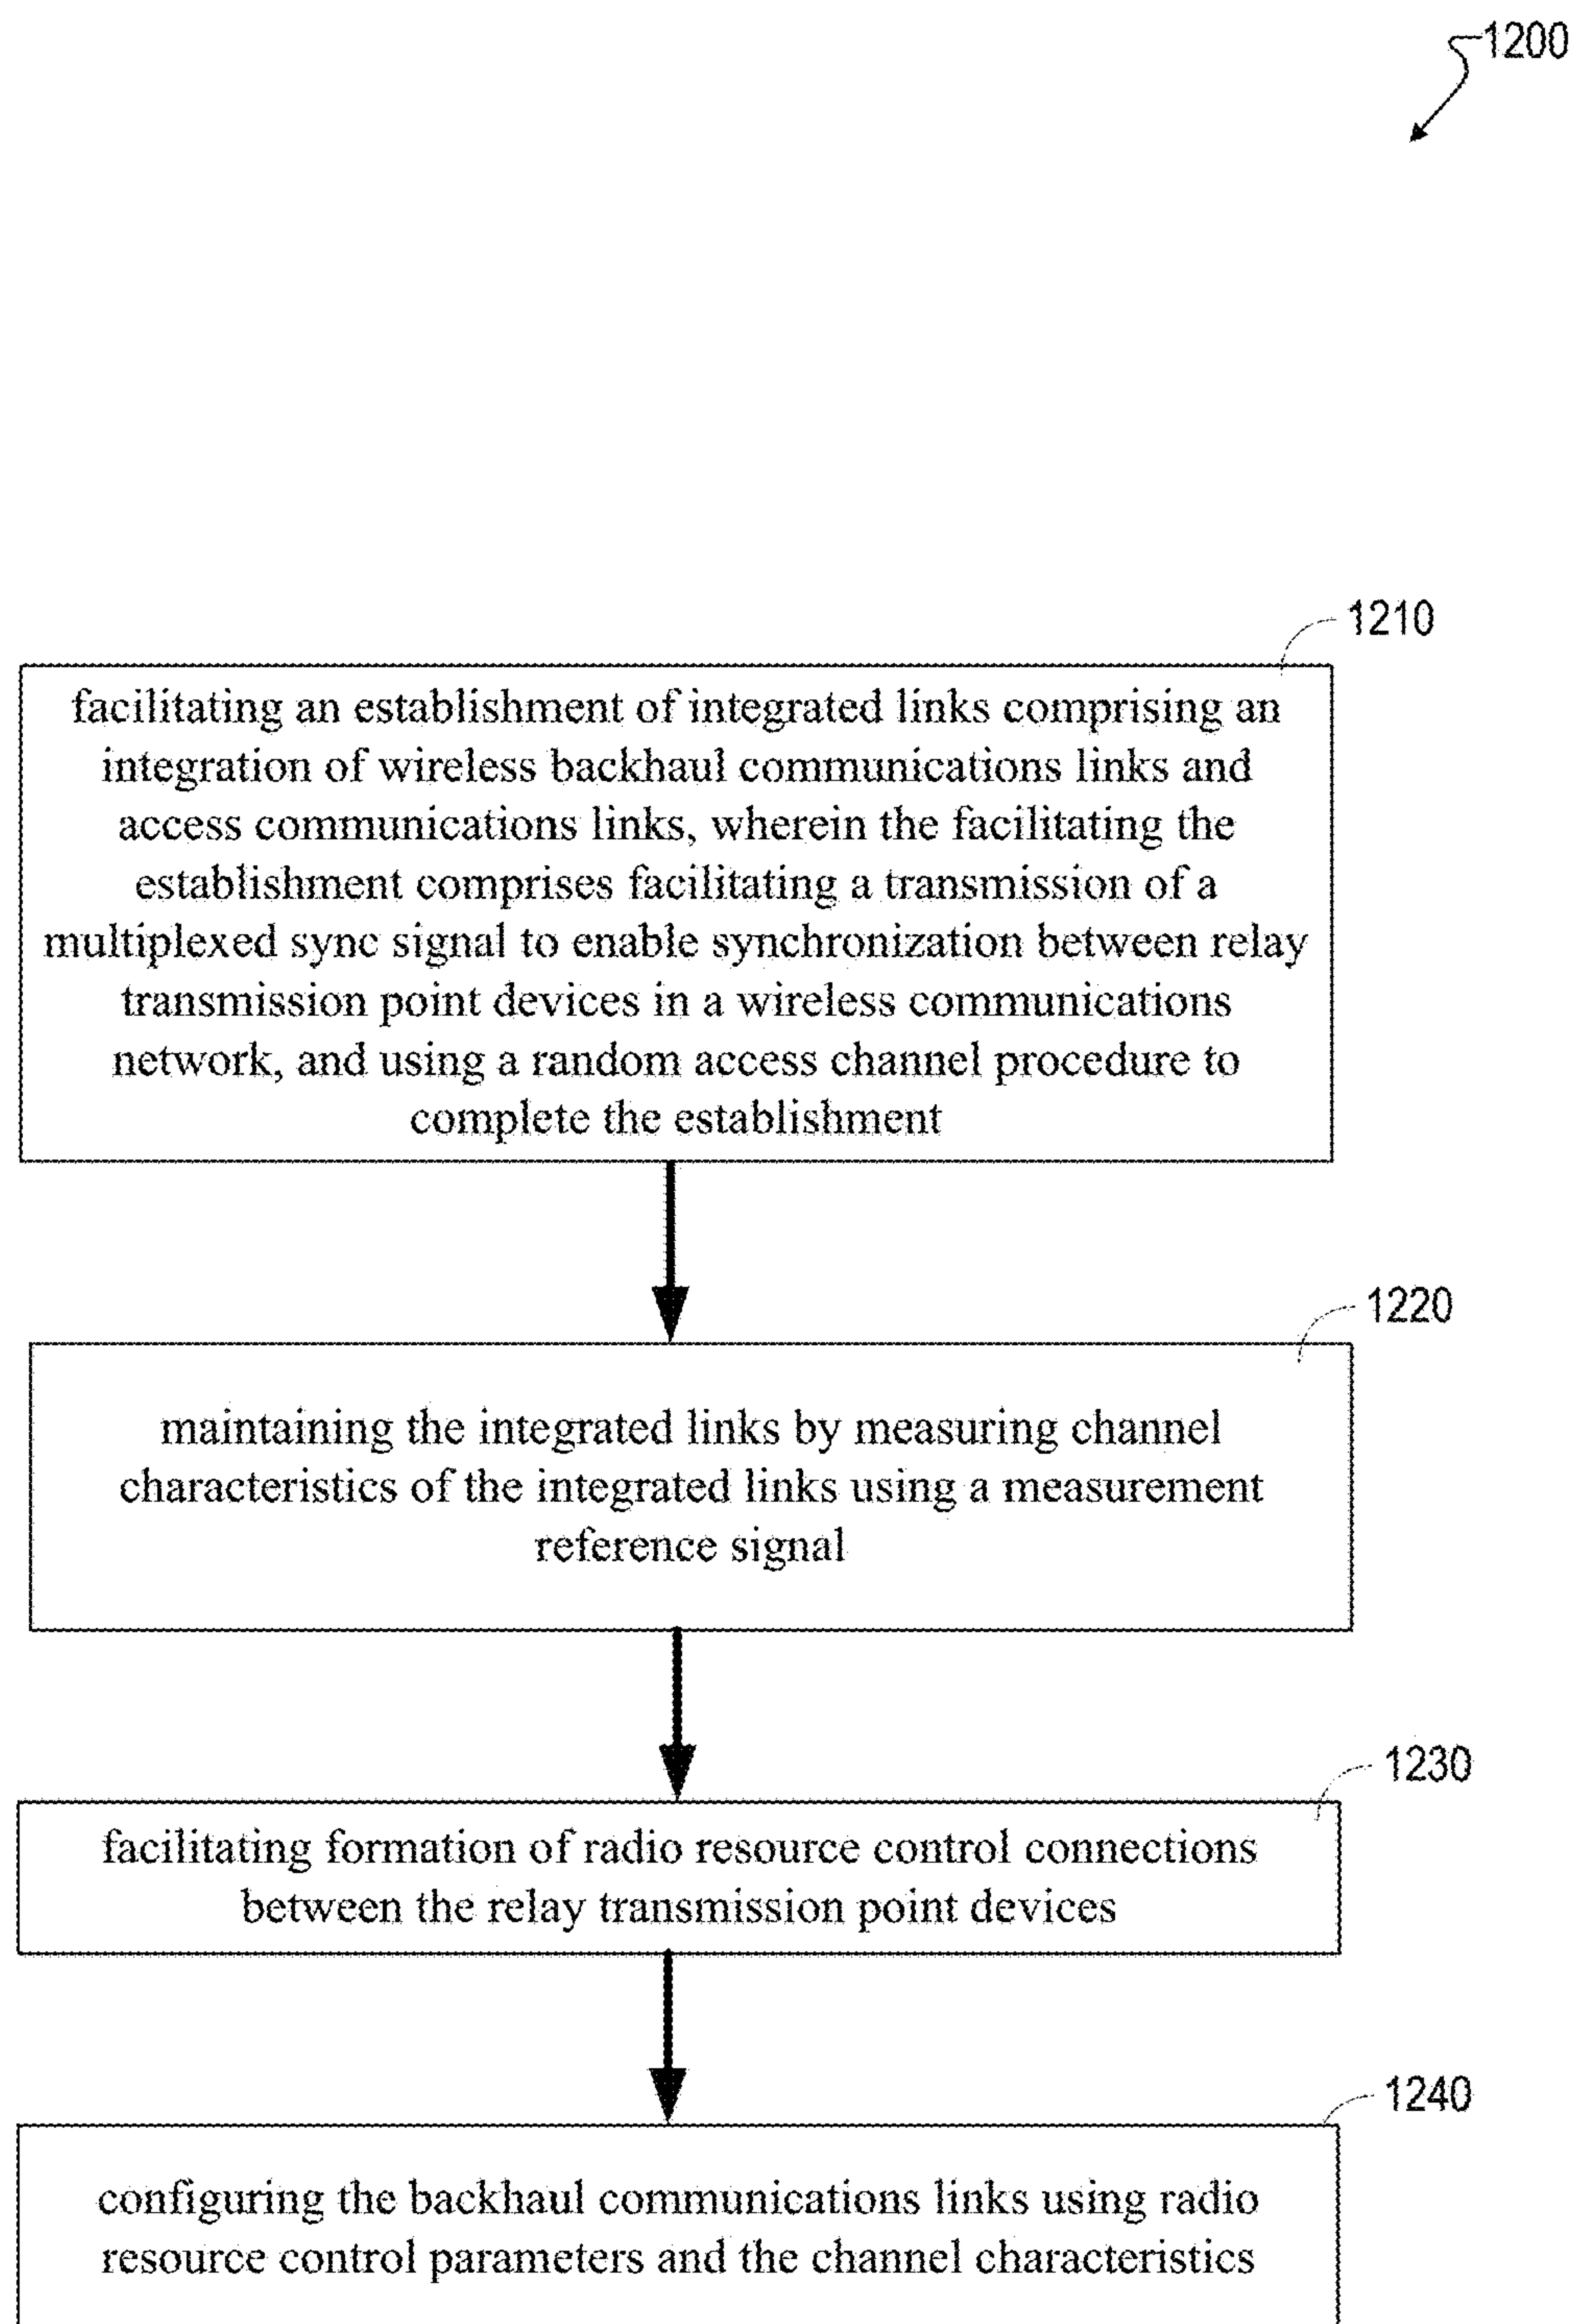 1200
1210
facilitating an establishment of integrated links comprising an
integration of wireless backhaul communications links and
access communications links, wherein the facilitating the
establishment comprises facilitating a transmission of a
multiplexed sync signal to enable synchronization between relay
transmission point devices in a wireless communications
network, and using a random access channel procedure to
complete the establishment
1220
maintaining the integrated links by measuring channel
characteristics of the integrated links using a measurement
reference signal
1230
facilitating formation of radio resource control connections
between the relay transmission point devices
1240
configuring the backhaul communications links using radio
resource control parameters and the channel characteristics